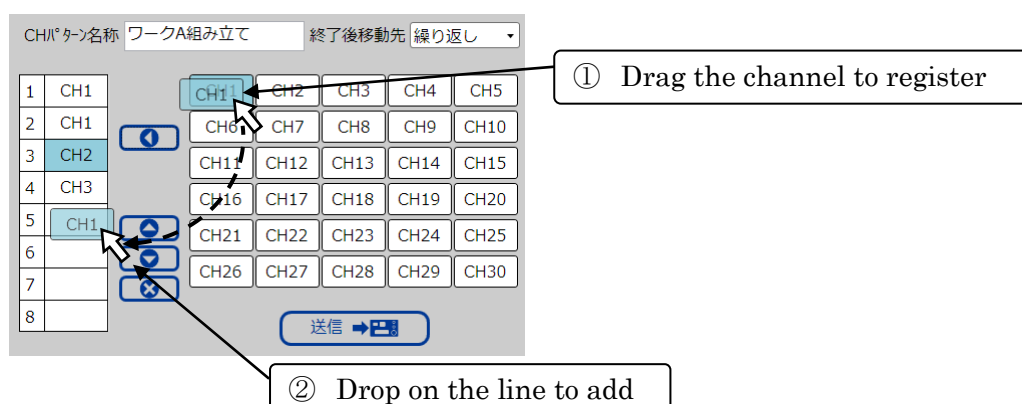 CHパターン名称 ワークA組み立て 終了後移動先 繰り返し
① Drag the channel to register
1 CH1 CH1 CH1 CH2 CH3 CH4 CH5
2 CH1 CH6 CH7 CH8 CH9 CH10
3 CH2 CH11 CH12 CH13 CH14 CH15
4 CH3 CH16 CH17 CH18 CH19 CH20
5 CH1 CH21 CH22 CH23 CH24 CH25
6 CH26 CH27 CH28 CH29 CH30
7
8
送信
② Drop on the line to add